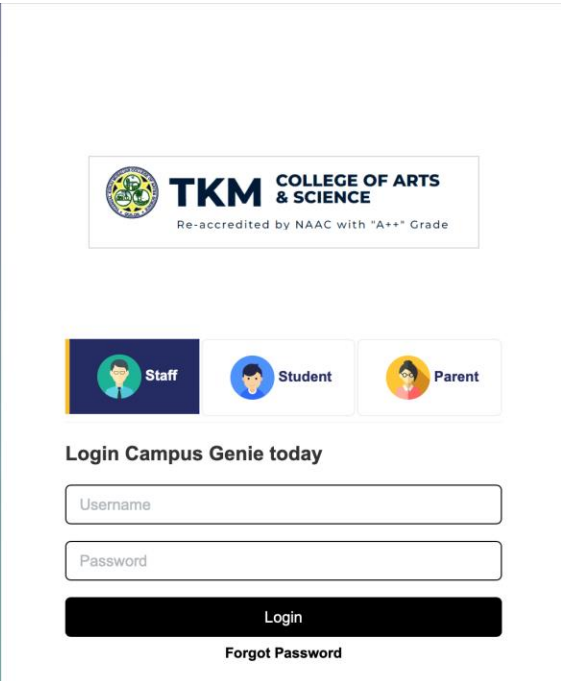 TKM COLLEGE OF ARTS
& SCIENCE
Re-accredited by NAAC with "A++" Grade
Staff Student Parent
Login Campus Genie today
Username
Password
Login
Forgot Password